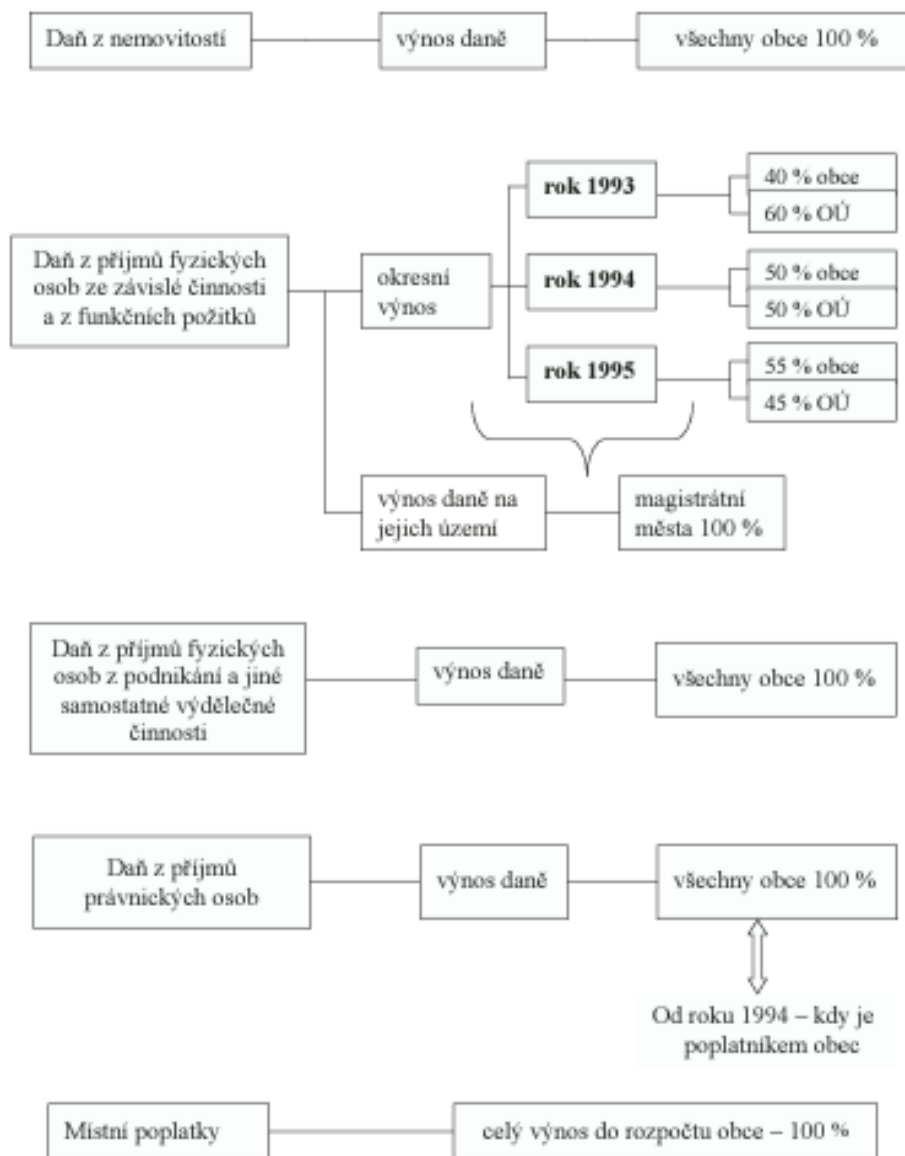 Daň z nemovitostí
výnos daně
všechny obce 100 %
Daň z příjmů fyzických
osob ze závislé činnosti
a z funkčních požitků
okresní
výnos
rok 1993
40 % obce
60 % OÚ
rok 1994
50 % obce
50 % OÚ
rok 1995
55 % obce
45 % OÚ
výnos daně na
jejich území
magistrátní
města 100 %
Daň z příjmů fyzických
osob z podnikání a jiné
samostatné výdělečné
činnosti
výnos daně
všechny obce 100 %
Daň z příjmů
právnických osob
výnos daně
všechny obce 100 %
Od roku 1994 – kdy je
poplatníkem obec
Místní poplatky
celý výnos do rozpočtu obce – 100 %